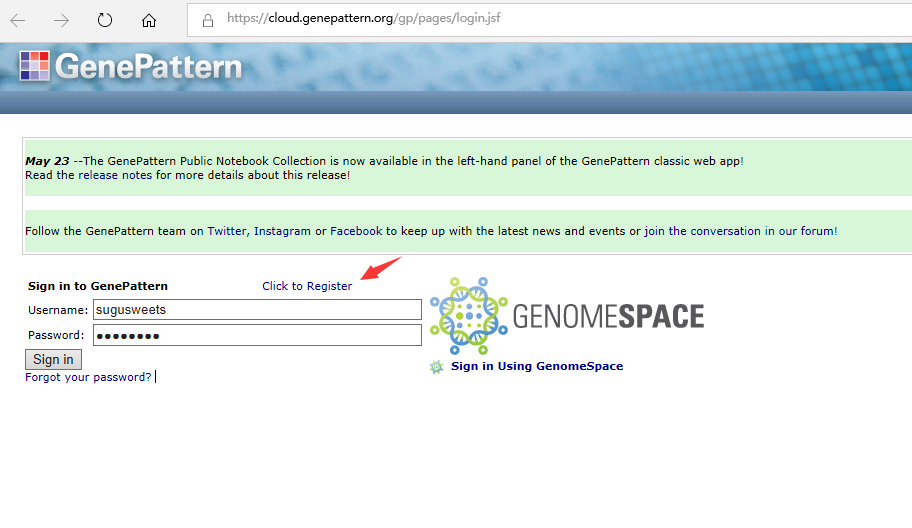 https://cloud.genepattern.org/gp/pages/login.jsf
GenePattern
May 23 --The GenePattern Public Notebook Collection is now available in the left-hand panel of the GenePattern classic web app!
Read the release notes for more details about this release!
Follow the GenePattern team on Twitter, Instagram or Facebook to keep up with the latest news and events or join the conversation in our forum!
Sign in to GenePattern Click to Register
Username: sugusweets
Password: ●●●●●●●●
Sign in
Forgot your password?
GENOMESPACE
Sign in Using GenomeSpace